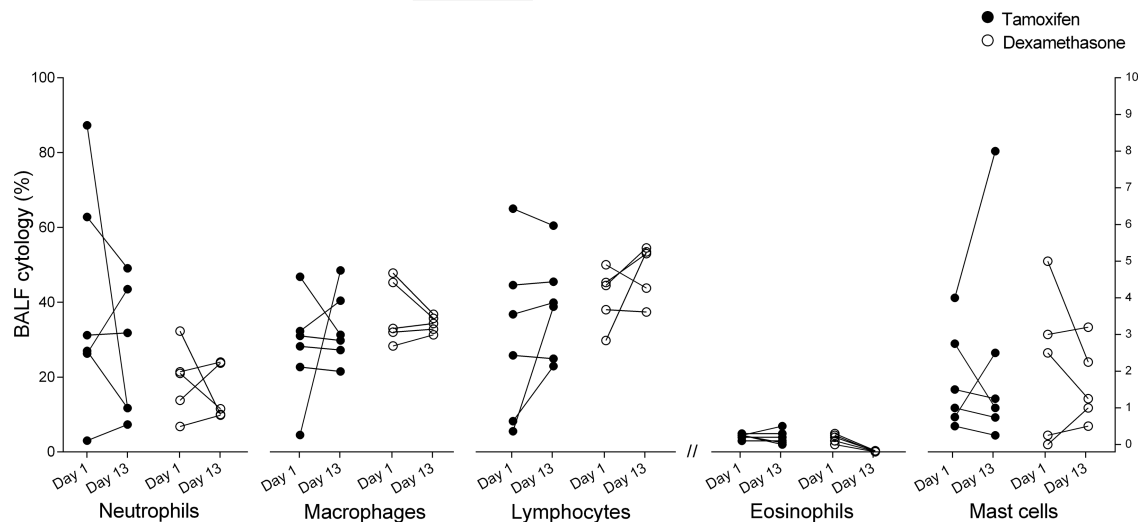 Tamoxifen
Dexamethasone
BALF cytology (%)
100
80
60
40
20
0
10
9
8
7
6
5
4
3
2
1
0
//
Day 1 Day 13 Day 1 Day 13
Neutrophils
Day 1 Day 13 Day 1 Day 13
Macrophages
Day 1 Day 13 Day 1 Day 13
Lymphocytes
Day 1 Day 13 Day 1 Day 13
Eosinophils
Day 1 Day 13 Day 1 Day 13
Mast cells